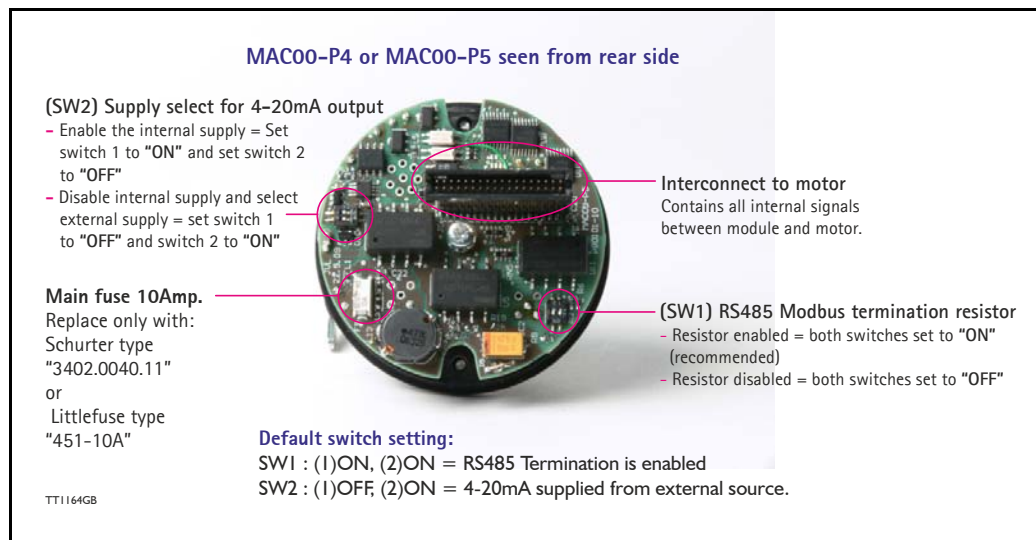 MAC00-P4 or MAC00-P5 seen from rear side
(SW2) Supply select for 4-20mA output
- Enable the internal supply = Set
switch 1 to "ON" and set switch 2
to "OFF"
- Disable internal supply and select
external supply = set switch 1
to "OFF" and switch 2 to "ON"
Main fuse 10Amp.
Replace only with:
Schurter type
"3402.0040.11"
or
Littlefuse type
"451-10A"
Interconnect to motor
Contains all internal signals
between module and motor.
(SW1) RS485 Modbus termination resistor
- Resistor enabled = both switches set to "ON"
(recommended)
- Resistor disabled = both switches set to "OFF"
Default switch setting:
SW1 : (1)ON, (2)ON = RS485 Termination is enabled
SW2 : (1)OFF, (2)ON = 4-20mA supplied from external source.
TT1164GB